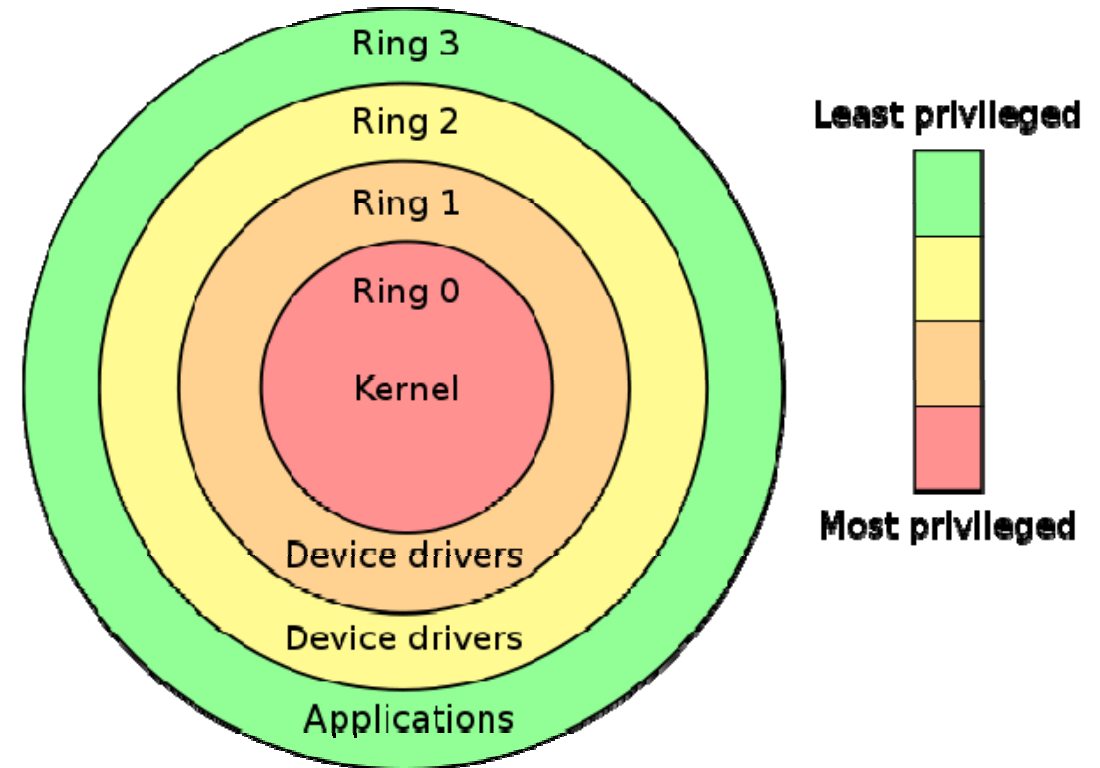 Ring 3
Ring 2
Ring 1
Ring 0
Kernel
Device drivers
Device drivers
Applications
Least privileged
Most privileged